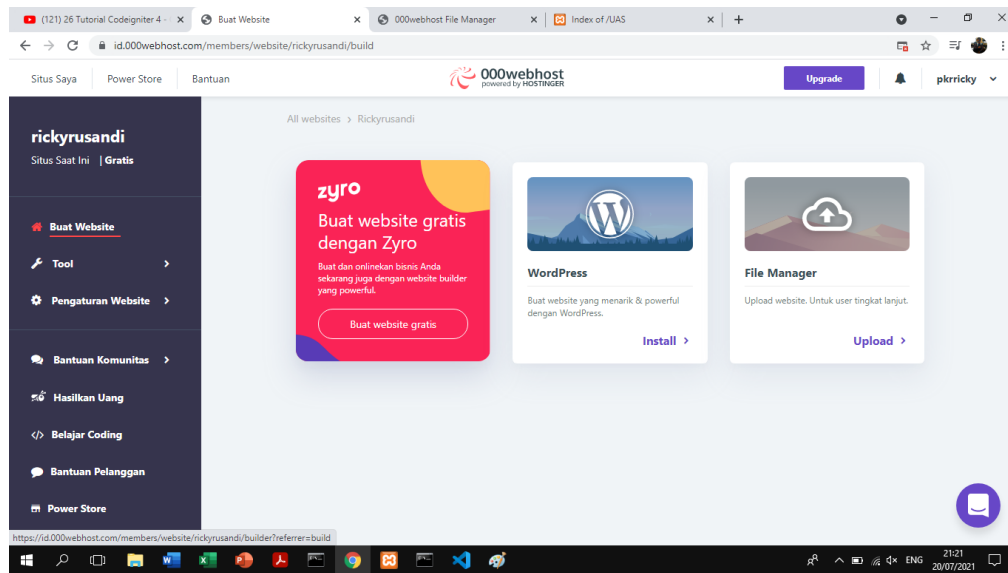 (121) 26 Tutorial Codeigniter 4 -
Buat Website
000webhost File Manager
Index of /UAS
id.000webhost.com/members/website/rickyrusandi/build
Situs Saya
Power Store
Bantuan
000webhost
powered by HOSTINGER
Upgrade
pkrricky
rickyrusandi
Situs Saat Ini | Gratis
Buat Website
Tool
Pengaturan Website
Bantuan Komunitas
Hasilkan Uang
Belajar Coding
Bantuan Pelanggan
Power Store
All websites > Rickyrusandi
zyro
Buat website gratis
dengan Zyro
Buat dan onlinekan bisnis Anda
sekarang juga dengan website builder
yang powerful.
Buat website gratis
WordPress
Buat website yang menarik & powerful
dengan WordPress.
Install >
File Manager
Upload website. Untuk user tingkat lanjut.
Upload >
https://id.000webhost.com/members/website/rickyrusandi/builder?referrer=build
ENG
21:21
20/07/2021